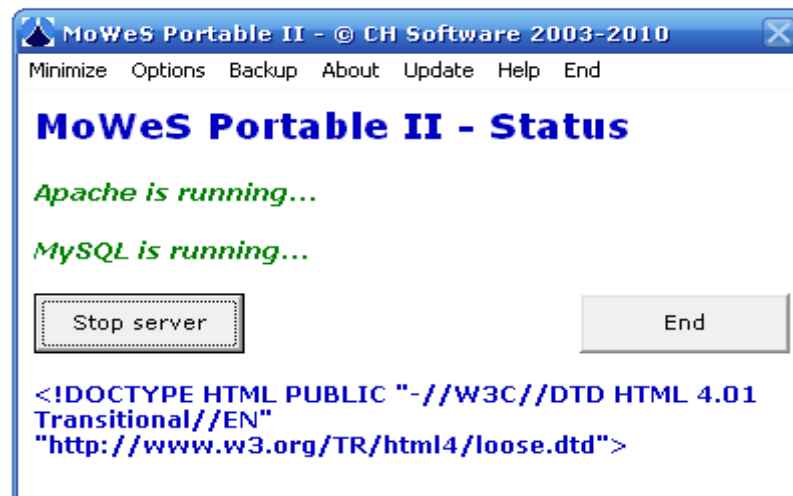 MoWeS Portable II - © CH Software 2003-2010
Minimize Options Backup About Update Help End
MoWeS Portable II - Status
Apache is running...
MySQL is running...
Stop server End
<!DOCTYPE HTML PUBLIC "-//W3C//DTD HTML 4.01
Transitional//EN"
"http://www.w3.org/TR/html4/loose.dtd">